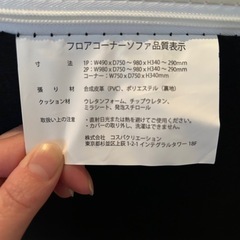 フロアコーナーソファ品質表示
寸 法 1P：W490 x D750 ～ 980 x H340 ～ 290mm
2P：W980 x D750 ～ 980 x H340 ～ 290mm
コーナー：W750 x D750 x H340mm
張り材 合成皮革（PVC）、ポリエステル（裏地）
クッション材 ウレタンフォーム、チップウレタン、
ミラシート、発泡スチロール
取扱い上の注意 ・直射日光または熱を避けてご使用ください。
・カバーの取り外し、洗濯はできません。
株式会社 コスパクリエーション
東京都杉並区上荻1-2-1 インテグラルタワー 18F